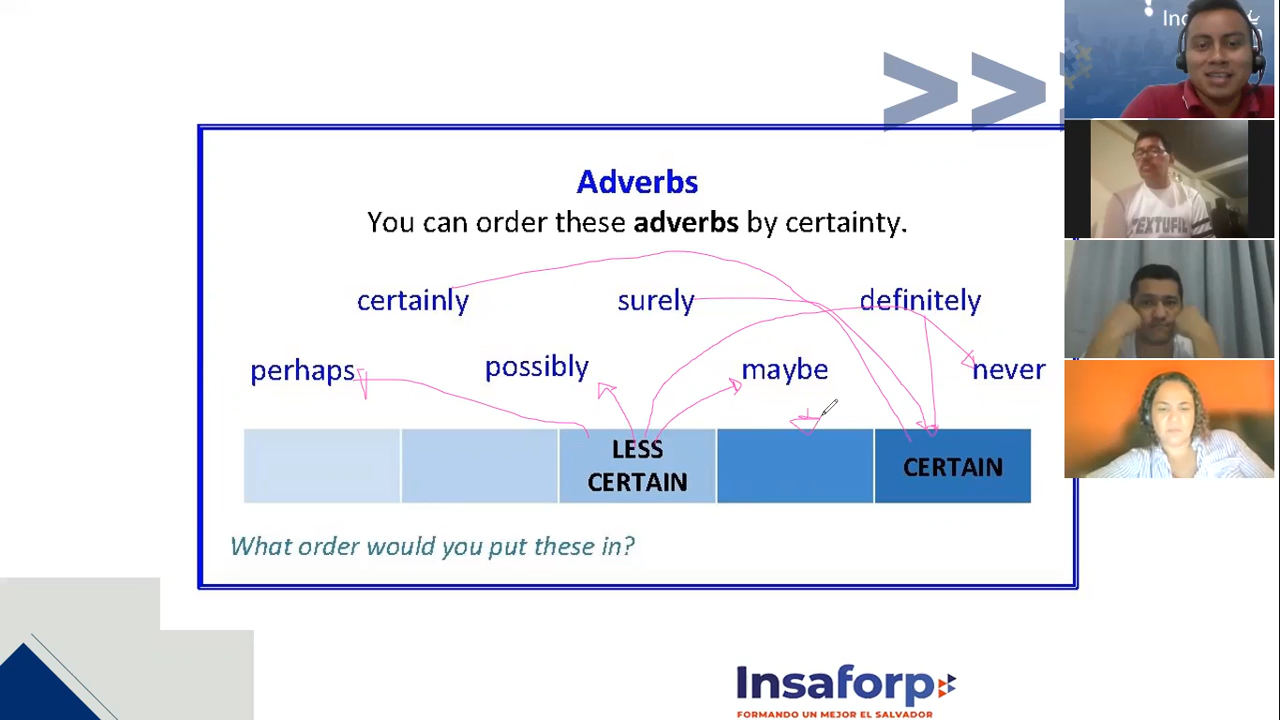 Adverbs
You can order these adverbs by certainty.
certainly surely definitely
perhaps possibly maybe never
LESS
CERTAIN
CERTAIN
What order would you put these in?
Insaforp
FORMANDO UN MEJOR EL SALVADOR